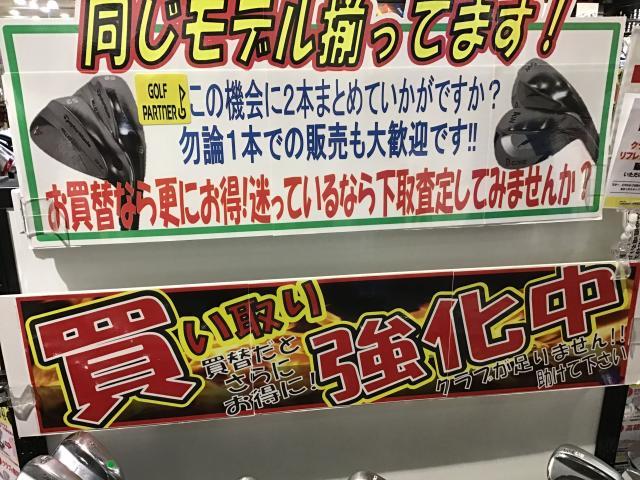 同じモデル揃ってます!
GOLF
PARTNER
この機会に2本まとめていかがですか?
勿論1本での販売も大歓迎です!!
お買替なら更にお得!迷っているなら下取査定してみませんか?
買い取り強化中
買替だと
さらに
お得に!
クラブが足りません!!
助けて下さい